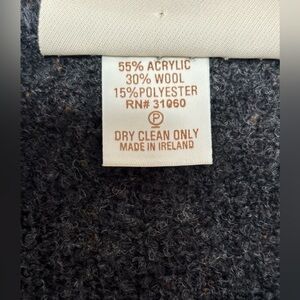 55% ACRYLIC
30% WOOL
15%POLYESTER
RN# 31060
P
DRY CLEAN ONLY
MADE IN IRELAND